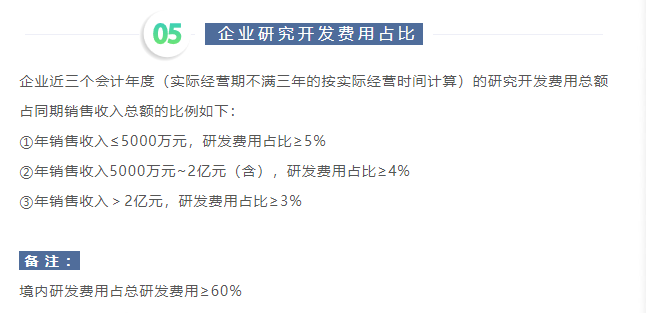 05 企业研究开发费用占比
企业近三个会计年度（实际经营期不满三年的按实际经营时间计算）的研究开发费用总额
占同期销售收入总额的比例如下：
①年销售收入≤5000万元，研发费用占比≥5%
②年销售收入5000万元~2亿元（含），研发费用占比≥4%
③年销售收入＞2亿元，研发费用占比≥3%
备注：
境内研发费用占总研发费用≥60%